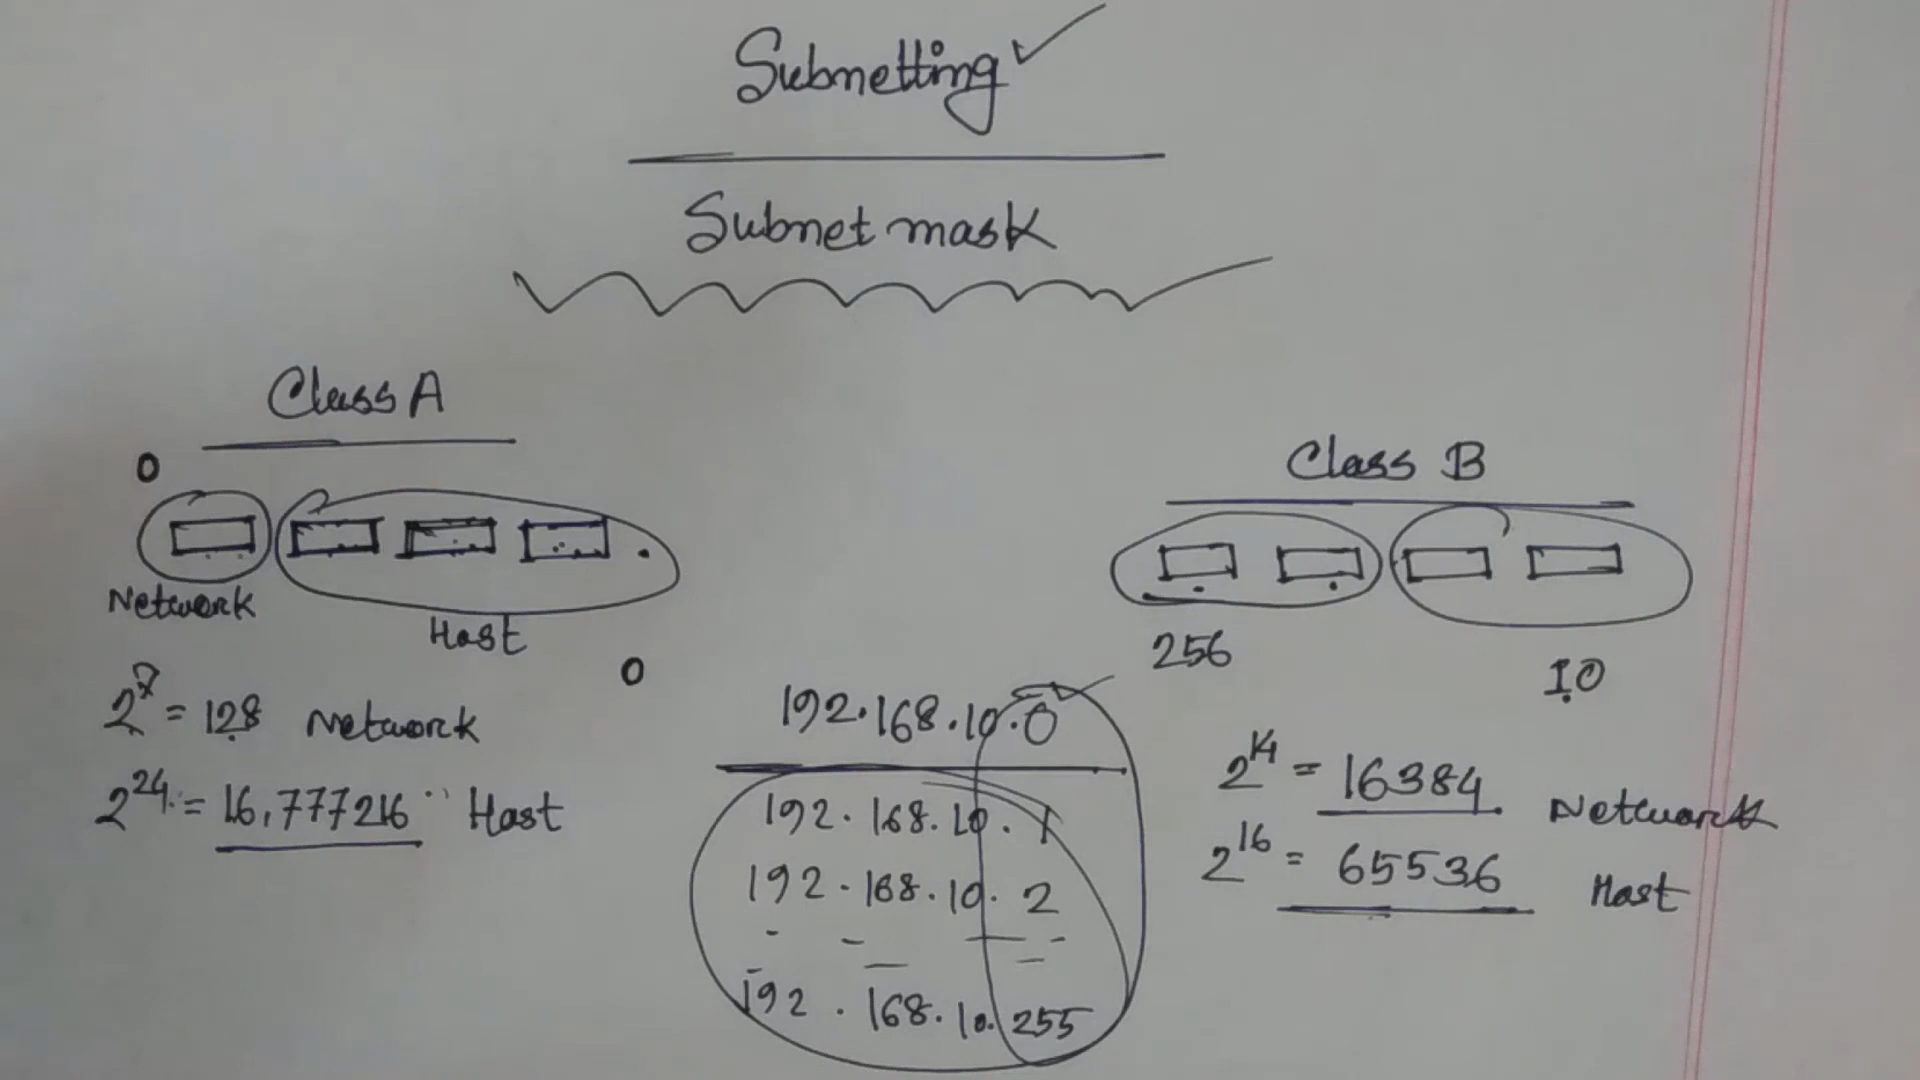 Subnetting
Subnet mask
Class A
0
Network
Host
0
2^7 = 128 Network
2^24 = 16,777216 Host
192.168.10.0
192.168.10.1
192.168.10.2
- - - -
192.168.10.255
Class B
256
10
2^14 = 16384 Network
2^16 = 65536 Host